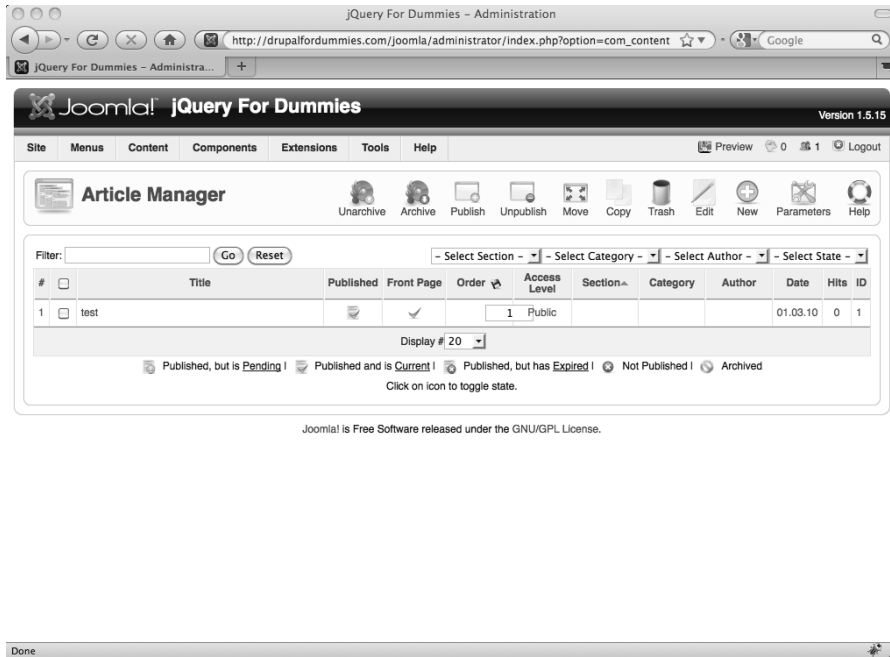 jQuery For Dummies – Administration
http://drupalfordummies.com/joomla/administrator/index.php?option=com_content
Google
jQuery For Dummies – Administra...
+
Joomla! jQuery For Dummies
Version 1.5.15
Site Menus Content Components Extensions Tools Help Preview 0 1 Logout
Article Manager
Unarchive Archive Publish Unpublish Move Copy Trash Edit New Parameters Help
Filter: Go Reset – Select Section – – Select Category – – Select Author – – Select State –
# Title Published Front Page Order Access Level Section Category Author Date Hits ID
1 test 1 Public 01.03.10 0 1
Display # 20
Published, but is Pending | Published and is Current | Published, but has Expired | Not Published | Archived
Click on icon to toggle state.
Joomla! is Free Software released under the GNU/GPL License.
Done